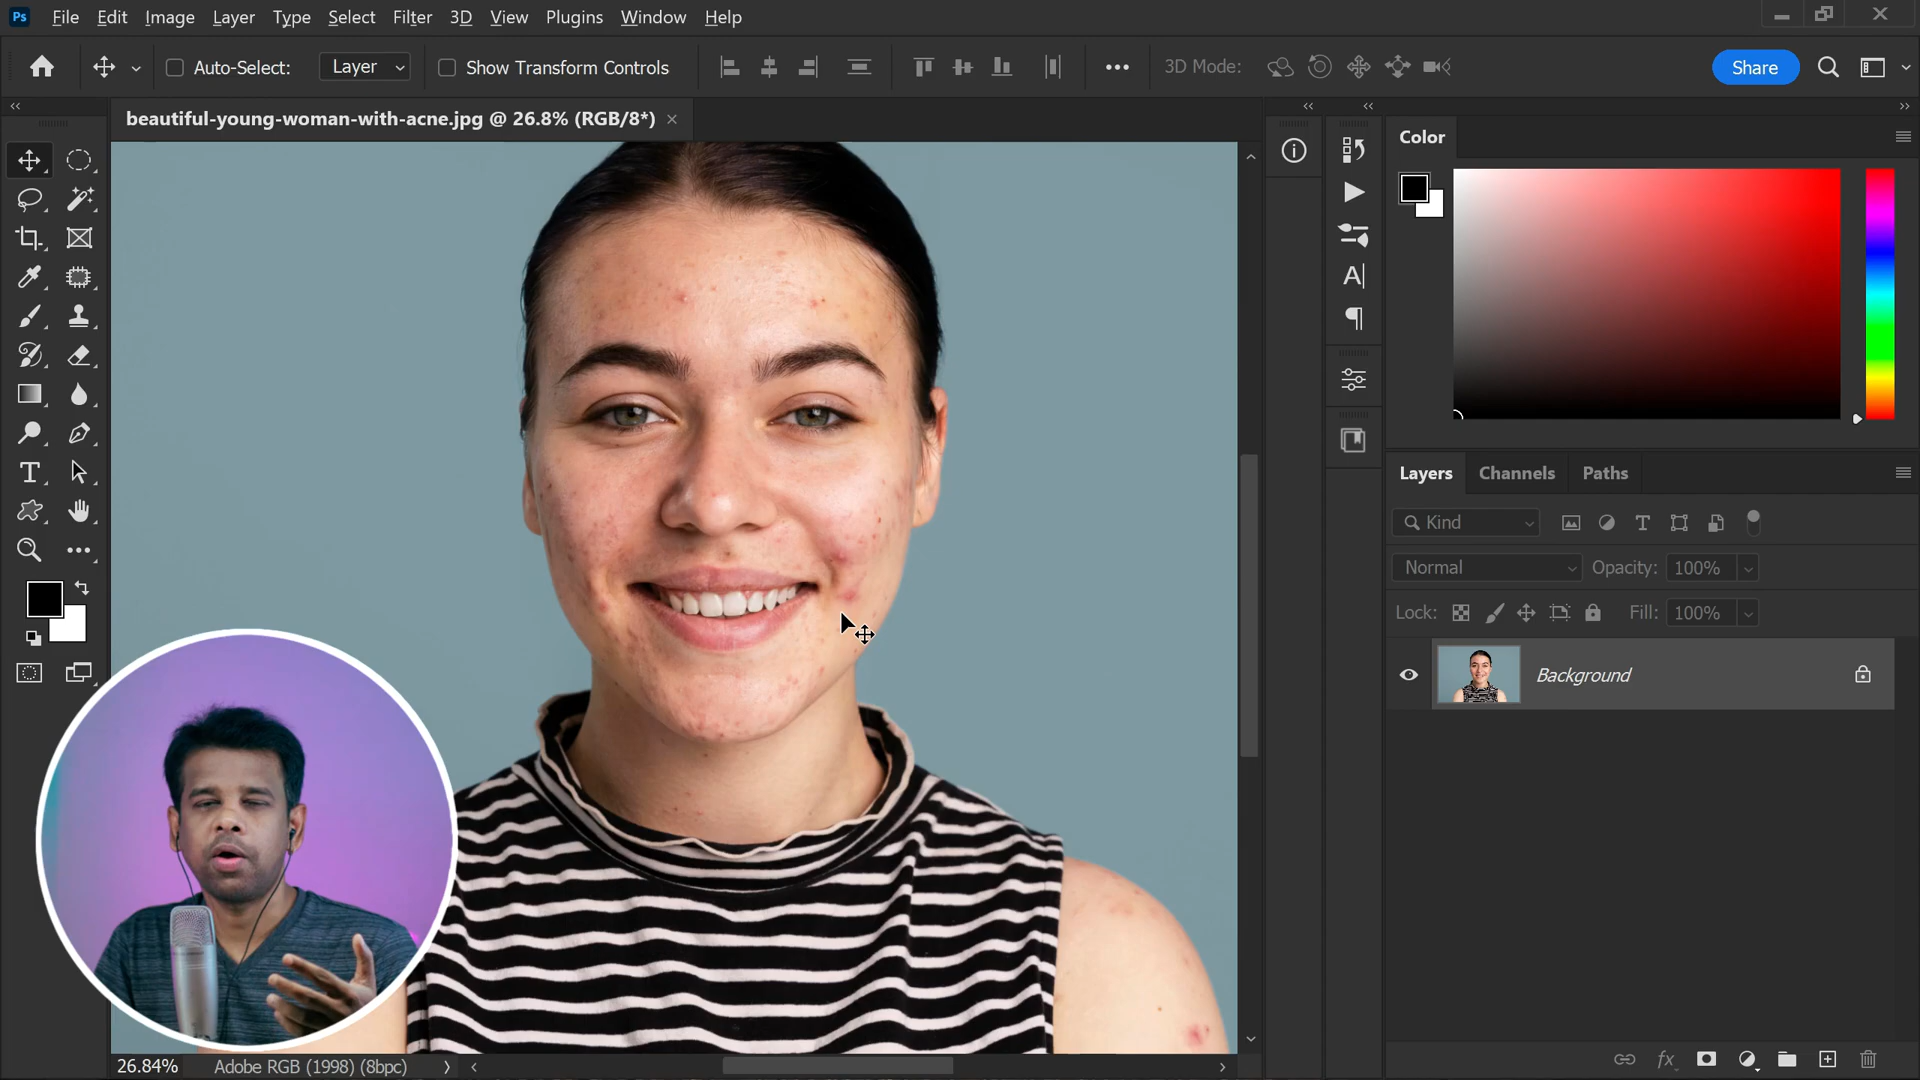 Ps File Edit Image Layer Type Select Filter 3D View Plugins Window Help
Auto-Select: Layer Show Transform Controls 3D Mode: Share
beautiful-young-woman-with-acne.jpg @ 26.8% (RGB/8*)
Color
Layers Channels Paths
Kind
Normal Opacity: 100%
Lock: Fill: 100%
Background
fx
26.84% Adobe RGB (1998) (8bpc)